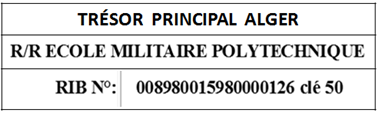 TRÉSOR PRINCIPAL ALGER
R/R ECOLE MILITAIRE POLYTECHNIQUE
RIB N°: 008980015980000126 clé 50